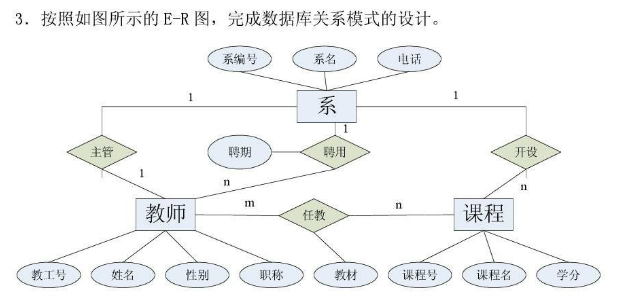 3．按照如图所示的 E-R 图，完成数据库关系模式的设计。
系编号 系名 电话
1 系 1
主管 聘期 1 聘用 开设
1 n n
教师 m 任教 n 课程
教工号 姓名 性别 职称 教材 课程号 课程名 学分